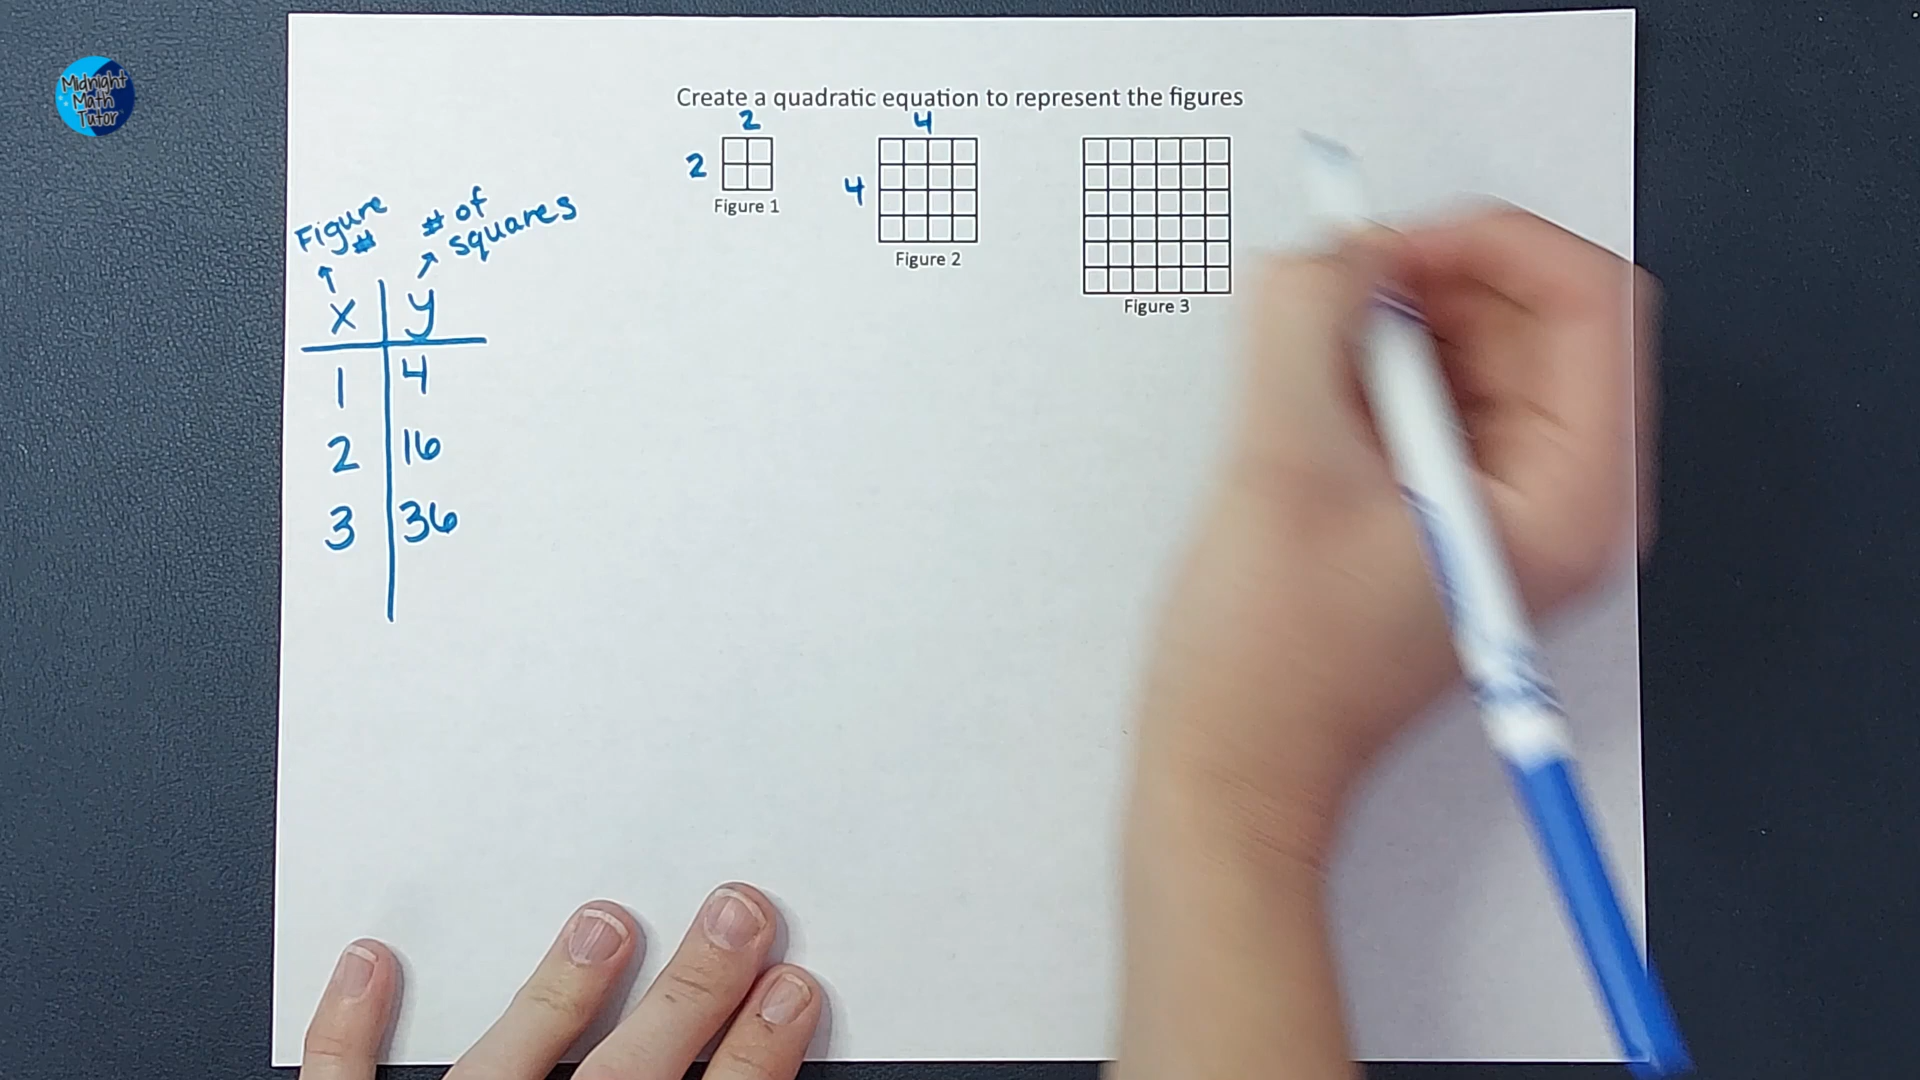 Midnight
Math
Tutor
Create a quadratic equation to represent the figures
2
4
2
4
Figure 1
Figure 2
Figure 3
Figure
#
# of
squares
x y
1 4
2 16
3 36